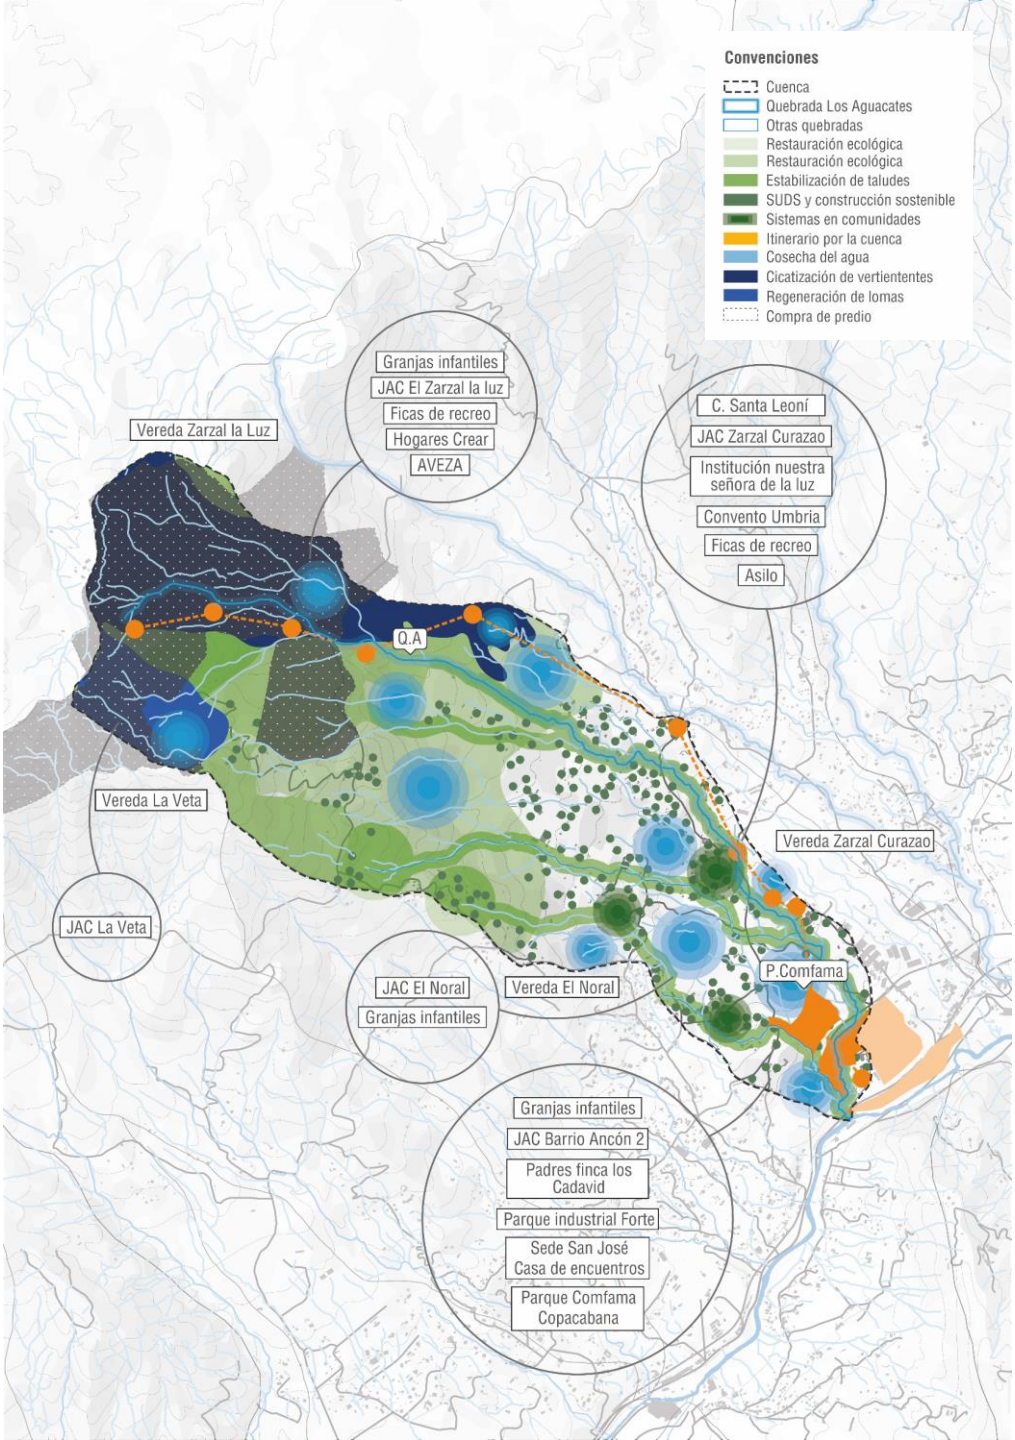 Convenciones
Cuenca
Quebrada Los Aguacates
Otras quebradas
Restauración ecológica
Restauración ecológica
Estabilización de taludes
SUDS y construcción sostenible
Sistemas en comunidades
Itinerario por la cuenca
Cosecha del agua
Cicatización de vertiententes
Regeneración de lomas
Compra de predio
Granjas infantiles
JAC El Zarzal la luz
Ficas de recreo
Hogares Crear
AVEZA
C. Santa Leoní
JAC Zarzal Curazao
Institución nuestra
señora de la luz
Convento Umbria
Ficas de recreo
Asilo
Vereda Zarzal la Luz
Q.A
Vereda La Veta
Vereda Zarzal Curazao
JAC La Veta
P.Comfama
JAC El Noral
Granjas infantiles
Vereda El Noral
Granjas infantiles
JAC Barrio Ancón 2
Padres finca los
Cadavid
Parque industrial Forte
Sede San José
Casa de encuentros
Parque Comfama
Copacabana